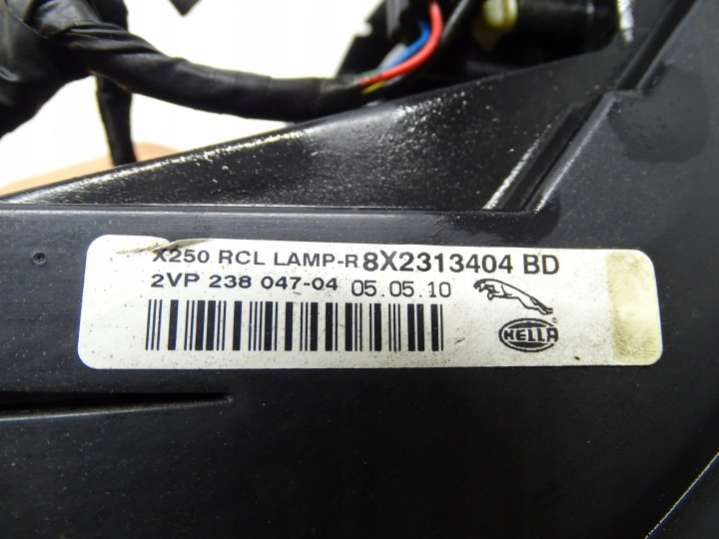 X250 RCL LAMP-R 8X2313404 BD
2VP 238 047-04 05.05.10
HELLA ®